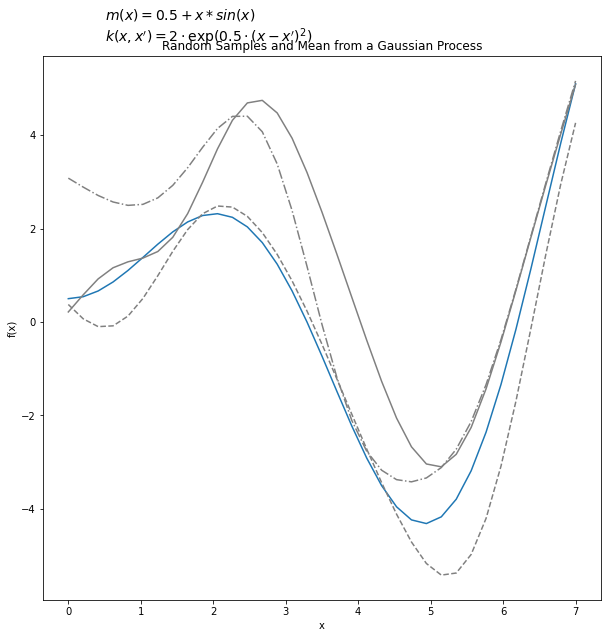 m(x) = 0.5 + x * sin(x)
k(x, x′) = 2 · exp(0.5 · (x − x′)²)
Random Samples and Mean from a Gaussian Process
4
2
0
−2
−4
f(x)
0 1 2 3 4 5 6 7
x